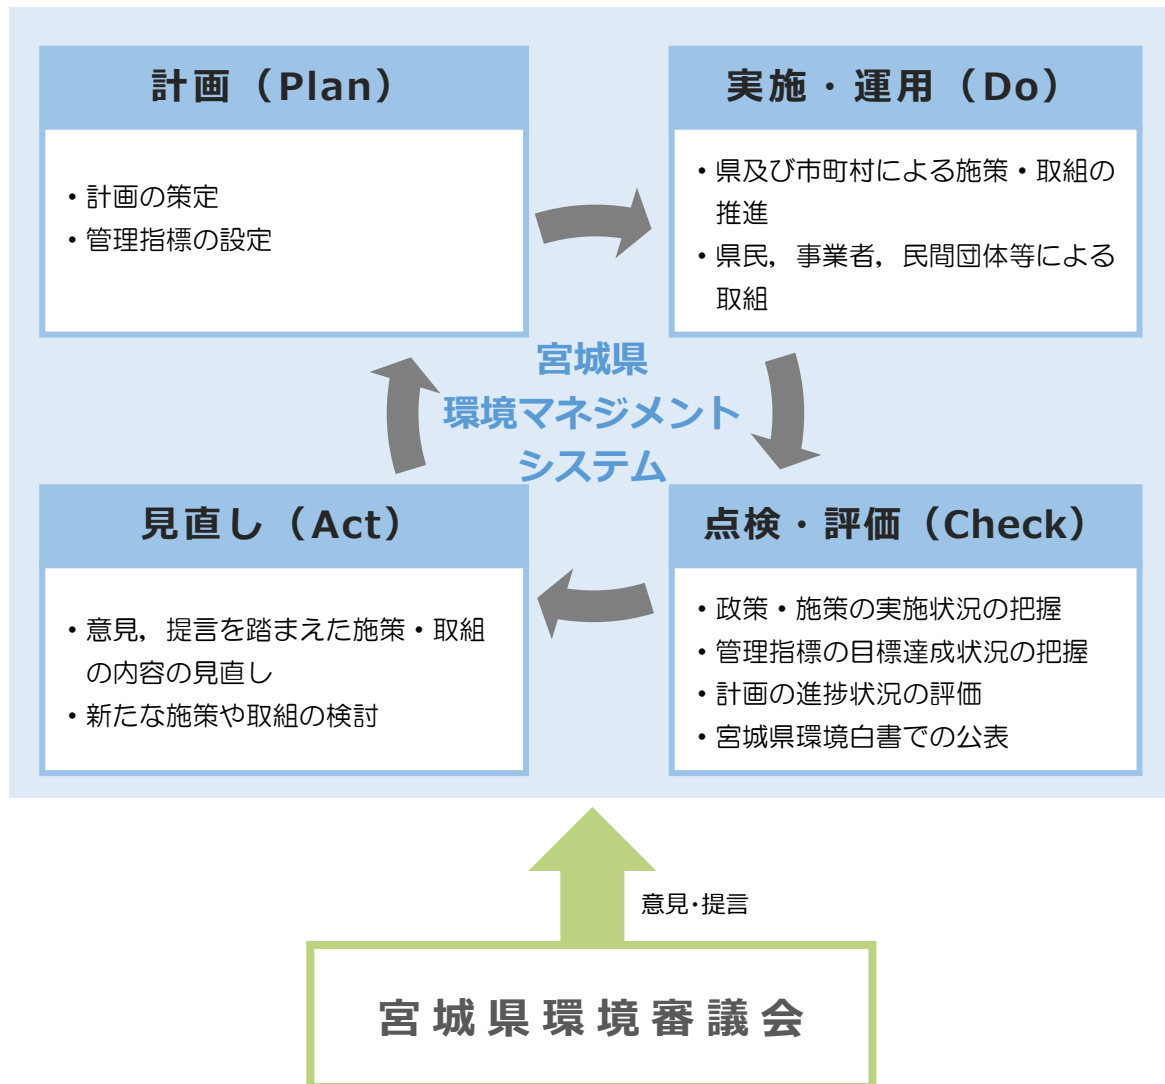 計画（Plan）
・計画の策定
・管理指標の設定
実施・運用（Do）
・県及び市町村による施策・取組の
推進
・県民，事業者，民間団体等による
取組
宮城県
環境マネジメント
システム
見直し（Act）
・意見，提言を踏まえた施策・取組
の内容の見直し
・新たな施策や取組の検討
点検・評価（Check）
・政策・施策の実施状況の把握
・管理指標の目標達成状況の把握
・計画の進捗状況の評価
・宮城県環境白書での公表
意見・提言
宮城県環境審議会